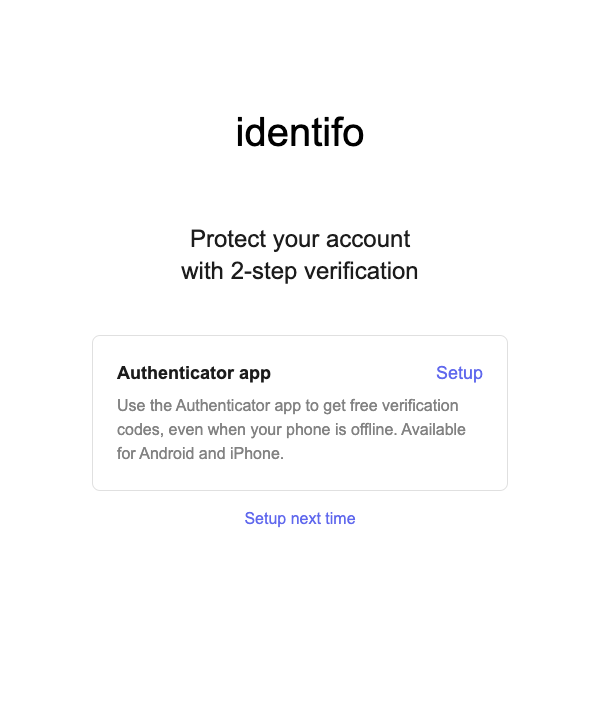 identifo
Protect your account
with 2-step verification
Authenticator app
Setup
Use the Authenticator app to get free verification
codes, even when your phone is offline. Available
for Android and iPhone.
Setup next time